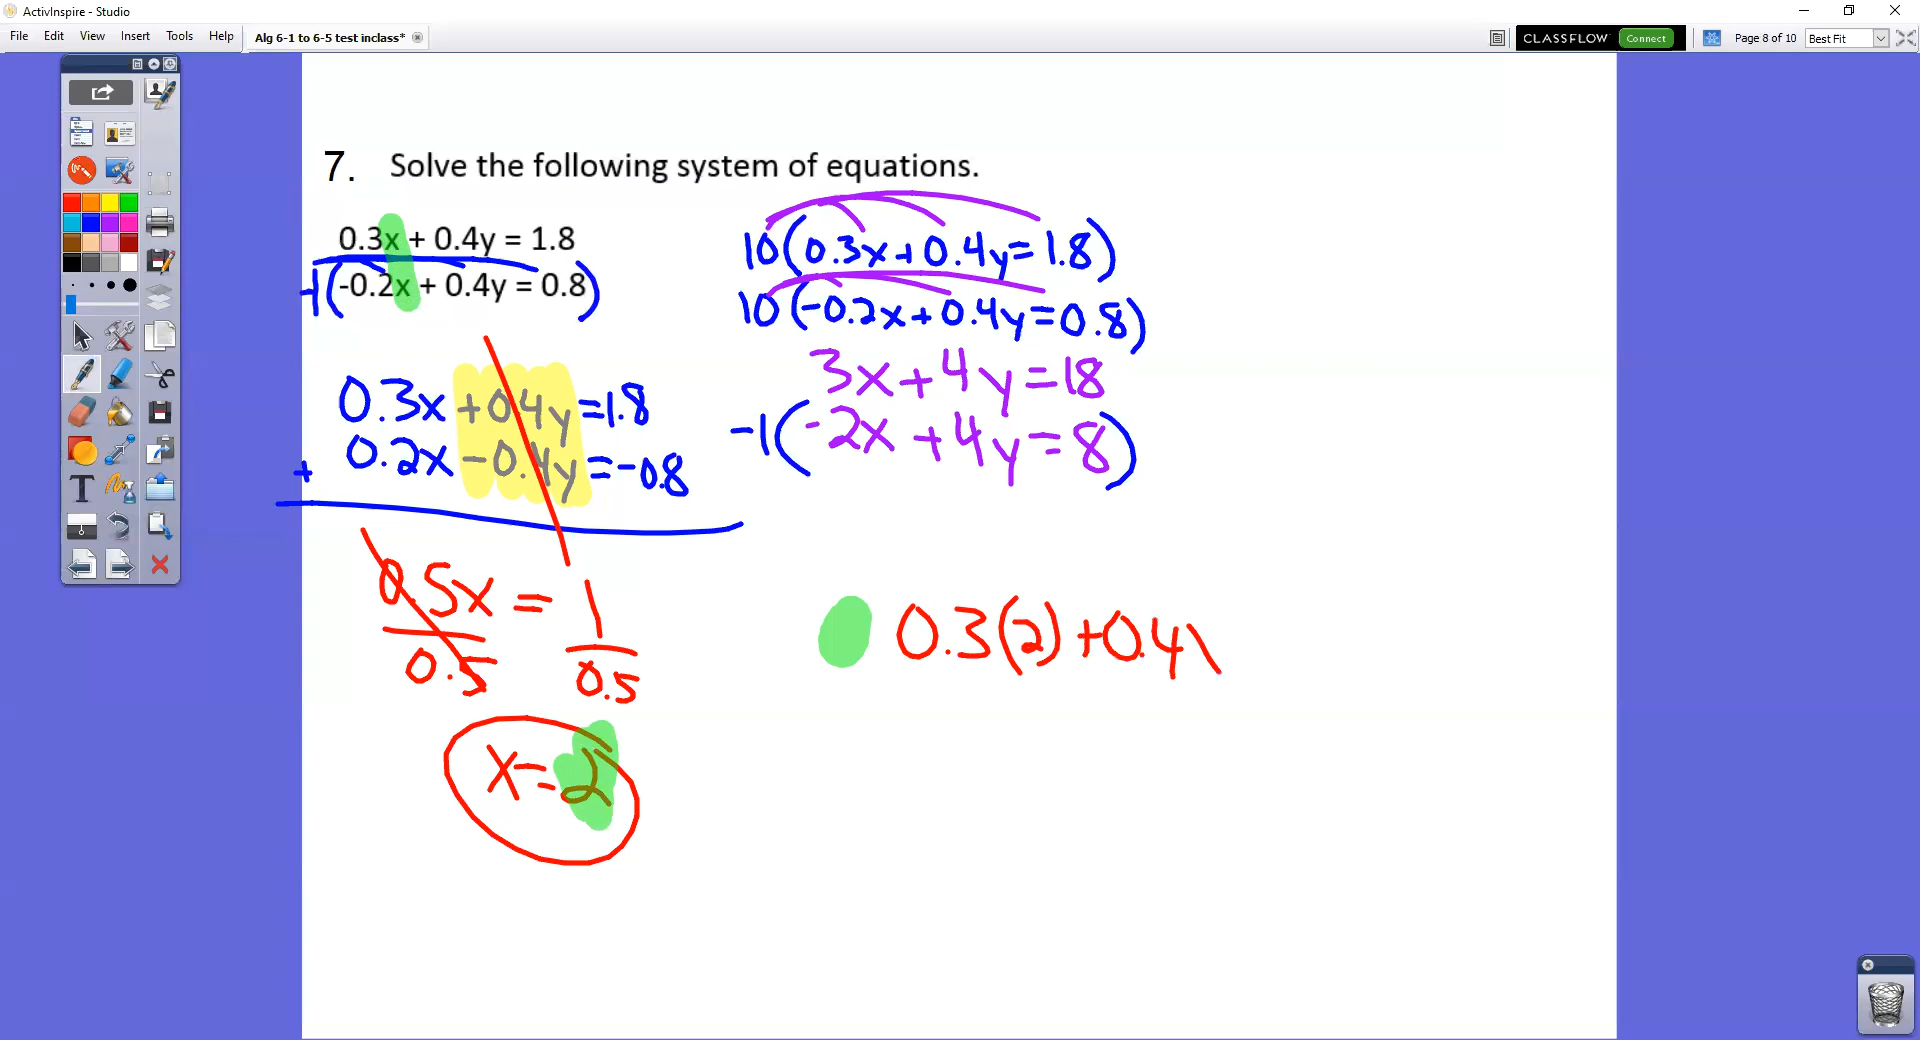 ActivInspire - Studio
File Edit View Insert Tools Help Alg 6-1 to 6-5 test inclass* CLASSFLOW Connect Page 8 of 10 Best Fit
7. Solve the following system of equations.
0.3x + 0.4y = 1.8
-1(-0.2x + 0.4y = 0.8)
0.3x +0.4y =1.8
+ 0.2x -0.4y = -0.8
0.5x = 1
0.5 0.5
x = 2
10(0.3x+0.4y=1.8)
10(-0.2x+0.4y=0.8)
3x+4y=18
-1(-2x+4y=8)
0.3(2)+0.4\
T